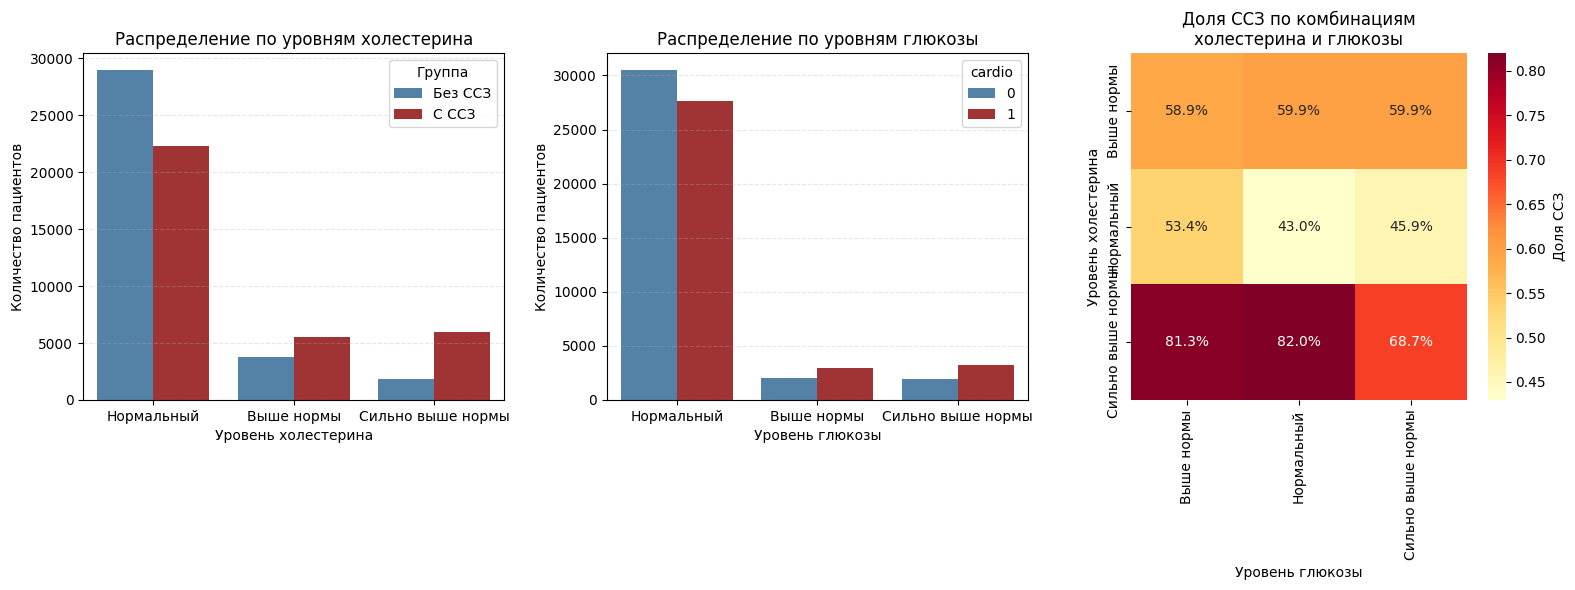 Распределение по уровням холестерина
30000
25000
20000
15000
10000
5000
0
Количество пациентов
Группа
Без ССЗ
С ССЗ
Нормальный
Выше нормы
Сильно выше нормы
Уровень холестерина
Распределение по уровням глюкозы
30000
25000
20000
15000
10000
5000
0
Количество пациентов
cardio
0
1
Нормальный
Выше нормы
Сильно выше нормы
Уровень глюкозы
Доля ССЗ по комбинациям
холестерина и глюкозы
Уровень холестерина
Выше нормы
Нормальный
Сильно выше нормы
58.9% 59.9% 59.9%
53.4% 43.0% 45.9%
81.3% 82.0% 68.7%
Выше нормы
Нормальный
Сильно выше нормы
Уровень глюкозы
0.80
0.75
0.70
0.65
0.60
0.55
0.50
0.45
Доля ССЗ